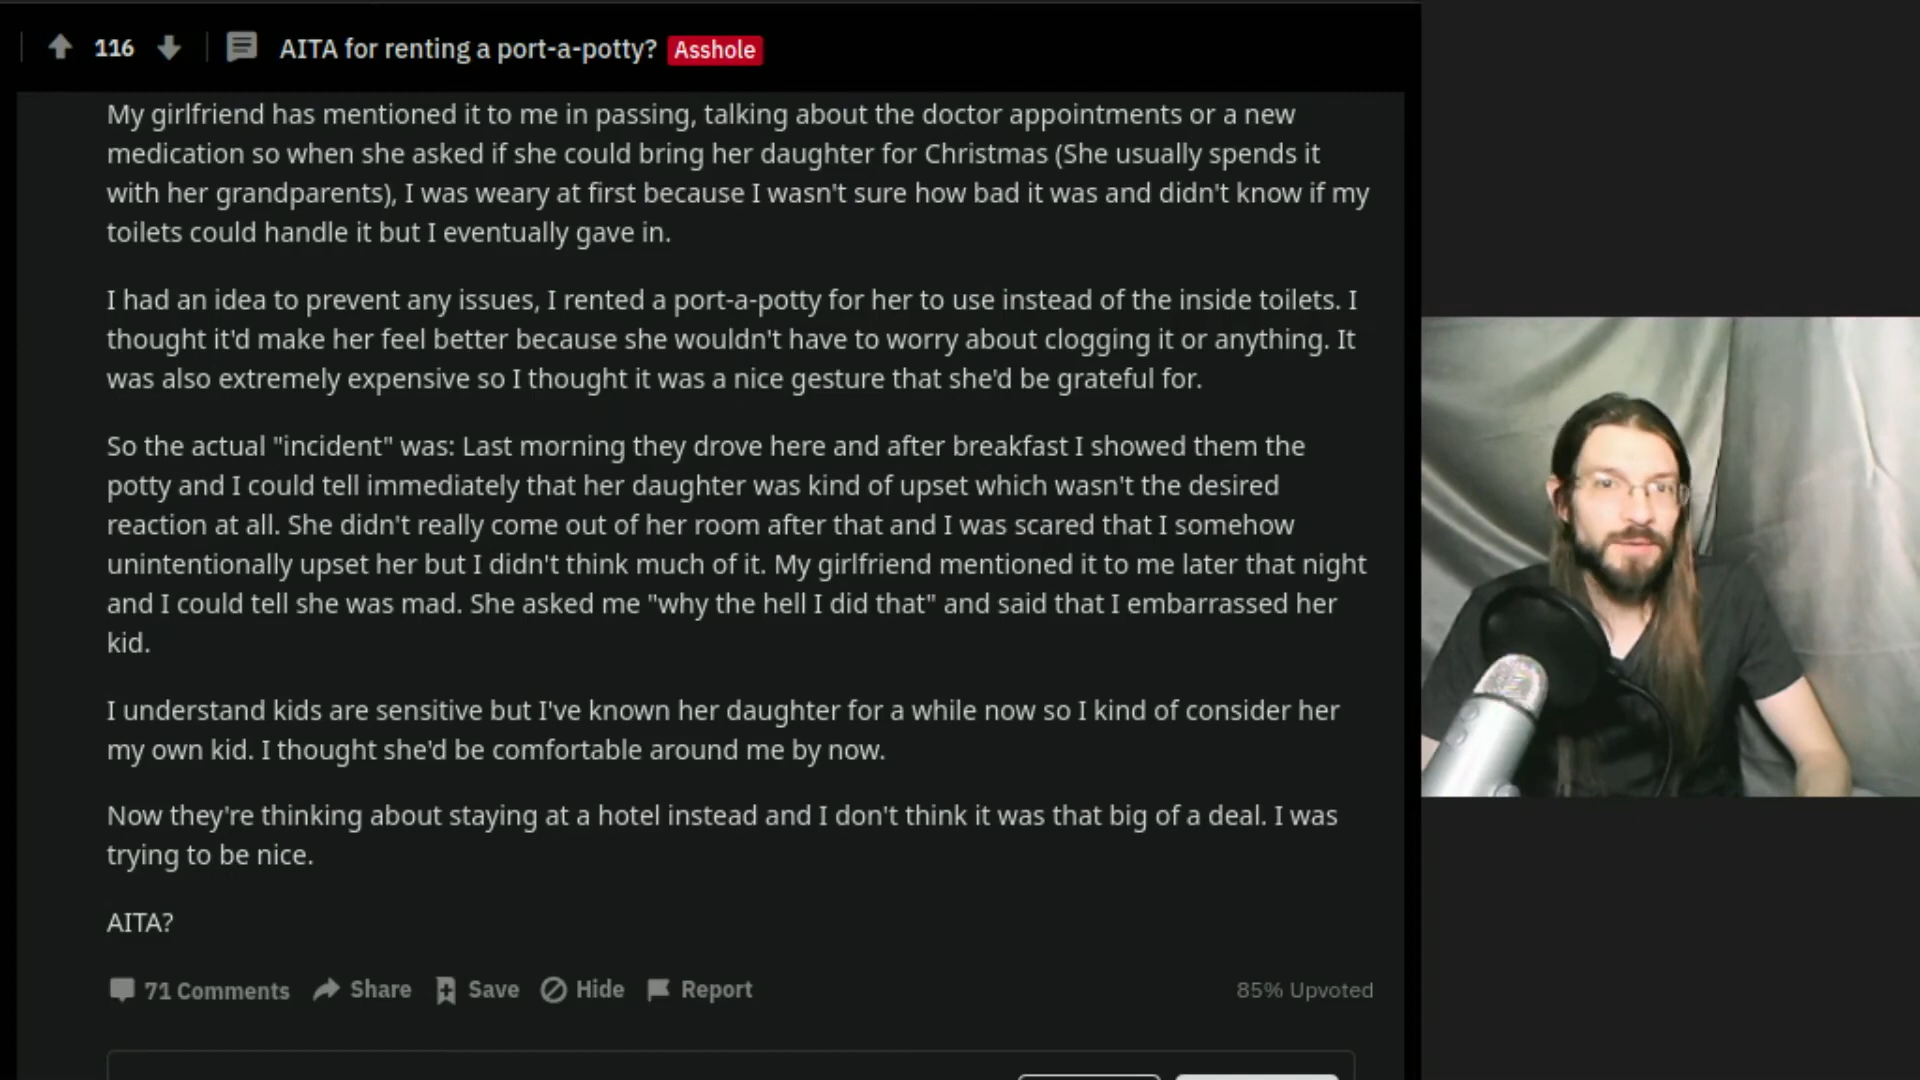 116 AITA for renting a port-a-potty? Asshole
My girlfriend has mentioned it to me in passing, talking about the doctor appointments or a new
medication so when she asked if she could bring her daughter for Christmas (She usually spends it
with her grandparents), I was weary at first because I wasn't sure how bad it was and didn't know if my
toilets could handle it but I eventually gave in.
I had an idea to prevent any issues, I rented a port-a-potty for her to use instead of the inside toilets. I
thought it'd make her feel better because she wouldn't have to worry about clogging it or anything. It
was also extremely expensive so I thought it was a nice gesture that she'd be grateful for.
So the actual "incident" was: Last morning they drove here and after breakfast I showed them the
potty and I could tell immediately that her daughter was kind of upset which wasn't the desired
reaction at all. She didn't really come out of her room after that and I was scared that I somehow
unintentionally upset her but I didn't think much of it. My girlfriend mentioned it to me later that night
and I could tell she was mad. She asked me "why the hell I did that" and said that I embarrassed her
kid.
I understand kids are sensitive but I've known her daughter for a while now so I kind of consider her
my own kid. I thought she'd be comfortable around me by now.
Now they're thinking about staying at a hotel instead and I don't think it was that big of a deal. I was
trying to be nice.
AITA?
71 Comments Share Save Hide Report 85% Upvoted